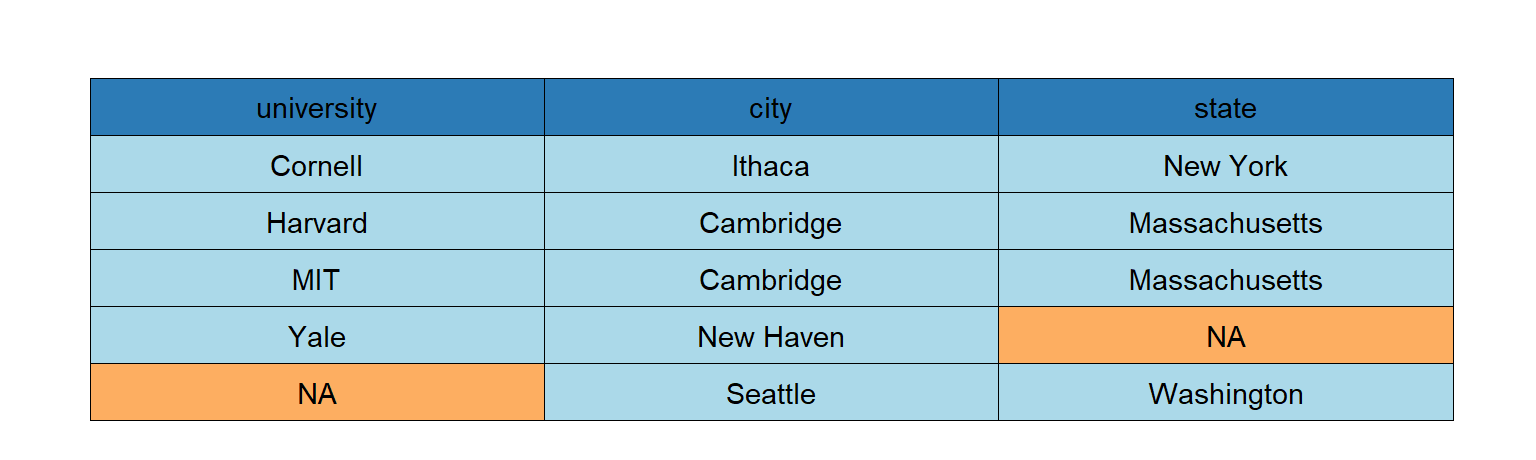 university city state
Cornell Ithaca New York
Harvard Cambridge Massachusetts
MIT Cambridge Massachusetts
Yale New Haven NA
NA Seattle Washington